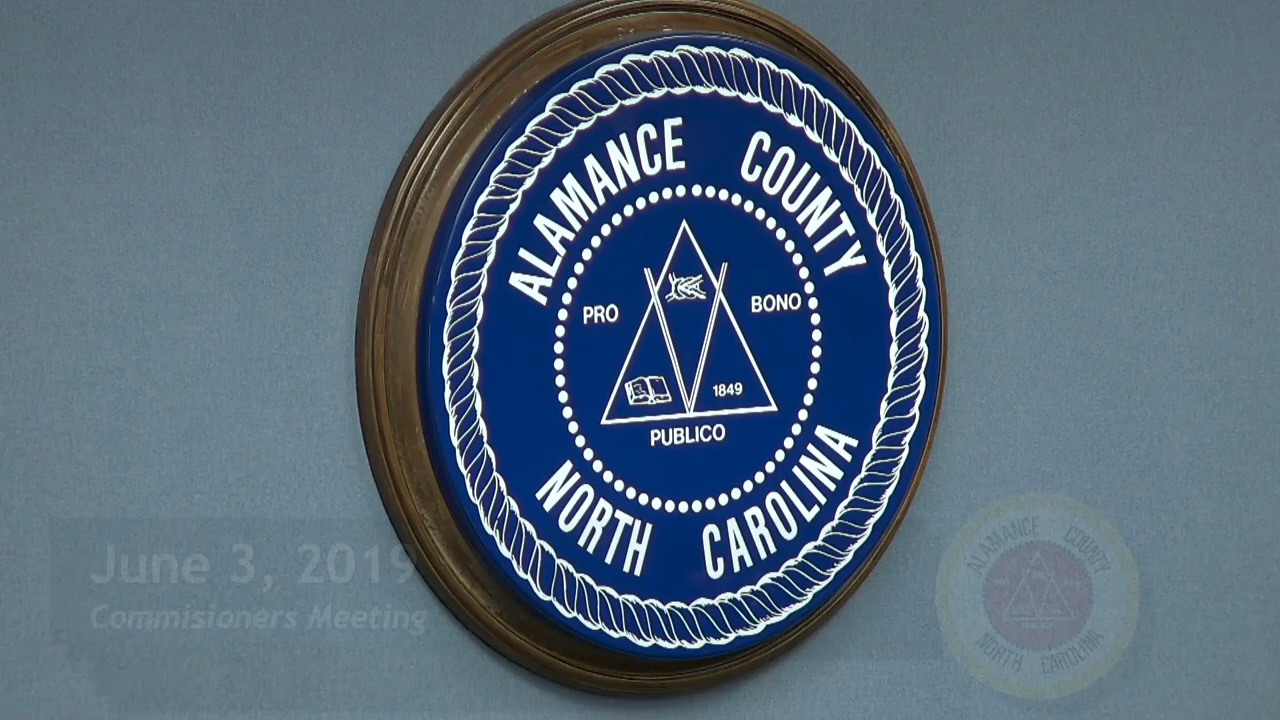 ALAMANCE COUNTY
PRO BONO
1849
PUBLICO
NORTH CAROLINA
June 3, 2019
Commisioners Meeting
ALAMANCE COUNTY
NORTH CAROLINA